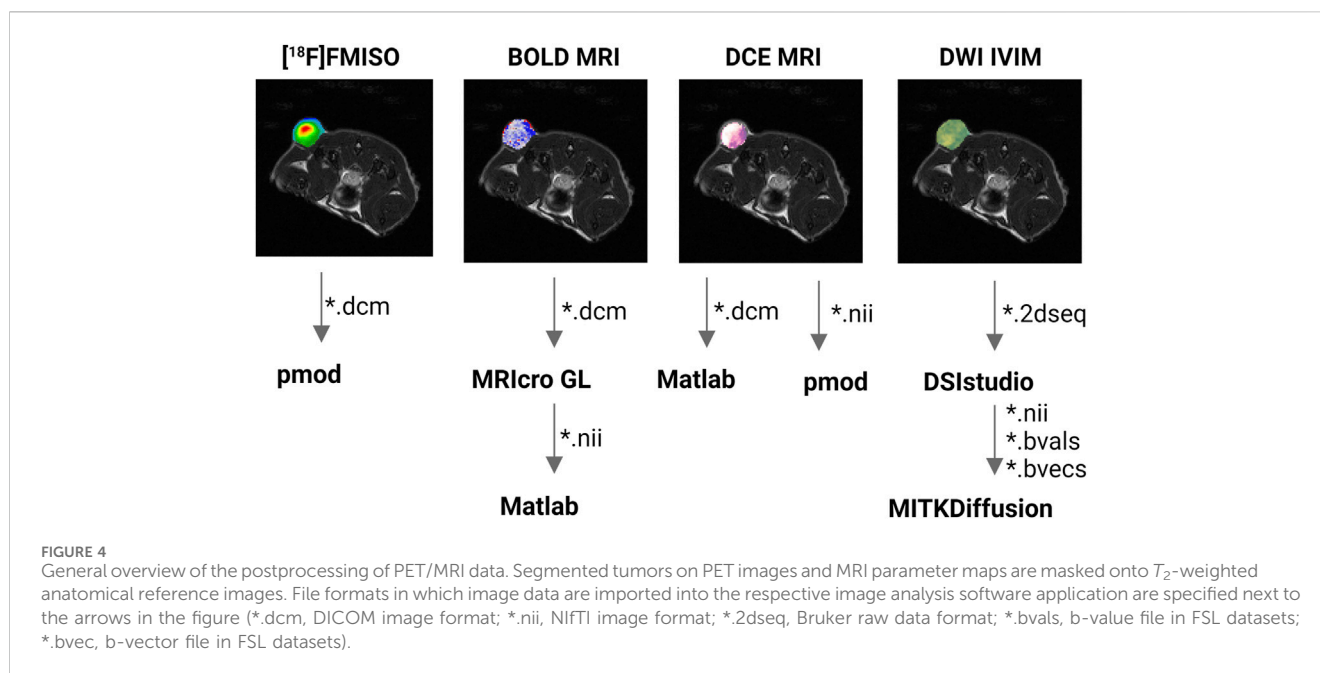 [¹⁸F]FMISO BOLD MRI DCE MRI DWI IVIM
*.dcm *.dcm *.dcm *.nii *.2dseq
pmod MRIcro GL Matlab pmod DSIstudio
*.nii
*.nii
*.bvals
*.bvecs
Matlab MITKDiffusion
FIGURE 4
General overview of the postprocessing of PET/MRI data. Segmented tumors on PET images and MRI parameter maps are masked onto T₂-weighted
anatomical reference images. File formats in which image data are imported into the respective image analysis software application are specified next to
the arrows in the figure (*.dcm, DICOM image format; *.nii, NIfTI image format; *.2dseq, Bruker raw data format; *.bvals, b-value file in FSL datasets;
*.bvec, b-vector file in FSL datasets).